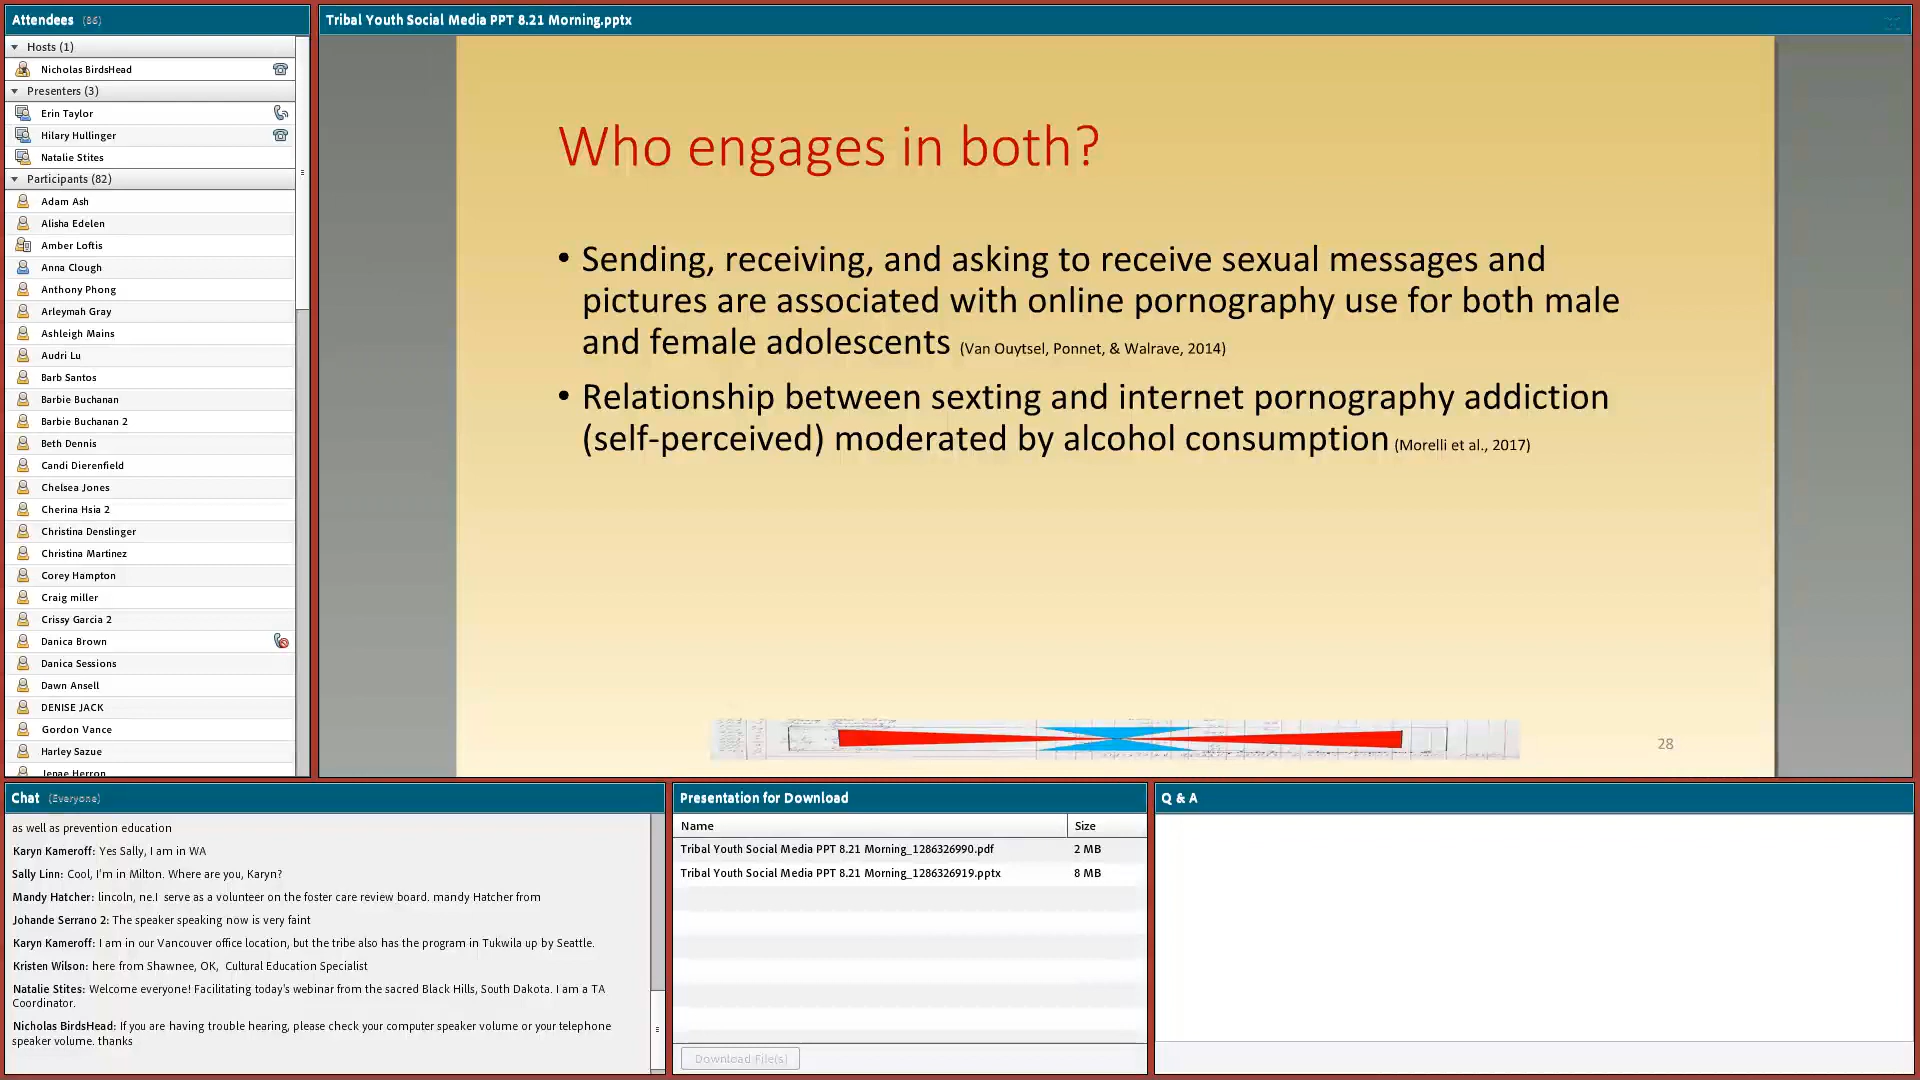 Attendees (86)
Hosts (1)
Nicholas BirdsHead
Presenters (3)
Erin Taylor
Hilary Hullinger
Natalie Stites
Participants (82)
Adam Ash
Alisha Edelen
Amber Loftis
Anna Clough
Anthony Phong
Arleymah Gray
Ashleigh Mains
Audri Lu
Barb Santos
Barbie Buchanan
Barbie Buchanan 2
Beth Dennis
Candi Dierenfield
Chelsea Jones
Cherina Hsia 2
Christina Denslinger
Christina Martinez
Corey Hampton
Craig miller
Crissy Garcia 2
Danica Brown
Danica Sessions
Dawn Ansell
DENISE JACK
Gordon Vance
Harley Sazue
Jenae Herron
Tribal Youth Social Media PPT 8.21 Morning.pptx
Who engages in both?
• Sending, receiving, and asking to receive sexual messages and
pictures are associated with online pornography use for both male
and female adolescents (Van Ouytsel, Ponnet, & Walrave, 2014)
• Relationship between sexting and internet pornography addiction
(self-perceived) moderated by alcohol consumption (Morelli et al., 2017)
28
Chat (Everyone)
as well as prevention education
Karyn Kameroff: Yes Sally, I am in WA
Sally Linn: Cool, I'm in Milton. Where are you, Karyn?
Mandy Hatcher: lincoln, ne.I serve as a volunteer on the foster care review board. mandy Hatcher from
Johande Serrano 2: The speaker speaking now is very faint
Karyn Kameroff: I am in our Vancouver office location, but the tribe also has the program in Tukwila up by Seattle.
Kristen Wilson: here from Shawnee, OK, Cultural Education Specialist
Natalie Stites: Welcome everyone! Facilitating today's webinar from the sacred Black Hills, South Dakota. I am a TA
Coordinator.
Nicholas BirdsHead: If you are having trouble hearing, please check your computer speaker volume or your telephone
speaker volume. thanks
Presentation for Download
Name Size
Tribal Youth Social Media PPT 8.21 Morning_1286326990.pdf 2 MB
Tribal Youth Social Media PPT 8.21 Morning_1286326919.pptx 8 MB
Download File(s)
Q & A